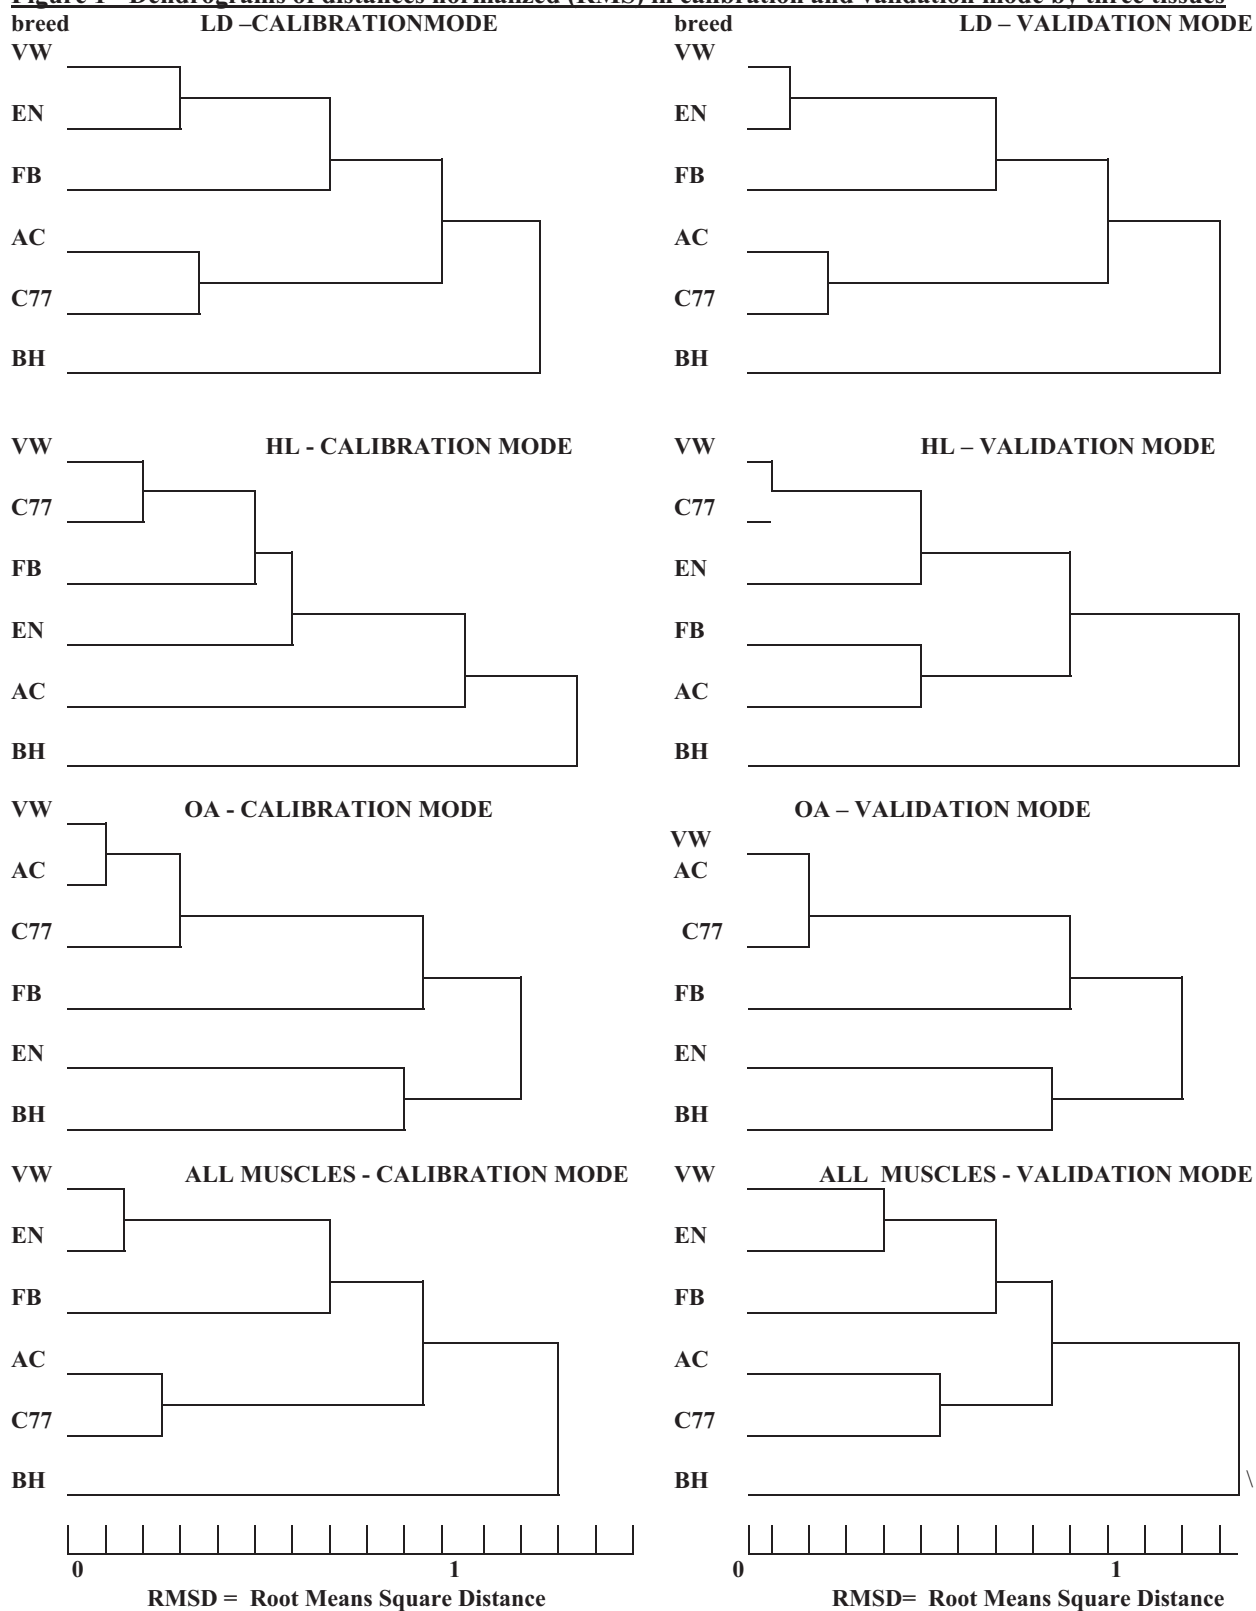 Figure 1 - Dendrograms of distances normalized (RMS) in calibration and validation mode by three tissues
breed LD –CALIBRATIONMODE
VW
EN
FB
AC
C77
BH
breed LD – VALIDATION MODE
VW
EN
FB
AC
C77
BH
VW HL - CALIBRATION MODE
C77
FB
EN
AC
BH
VW HL – VALIDATION MODE
C77
EN
FB
AC
BH
VW OA - CALIBRATION MODE
AC
C77
FB
EN
BH
OA – VALIDATION MODE
VW
AC
C77
FB
EN
BH
VW ALL MUSCLES - CALIBRATION MODE
EN
FB
AC
C77
BH
VW ALL MUSCLES - VALIDATION MODE
EN
FB
AC
C77
BH \
0 1
RMSD = Root Means Square Distance
0 1
RMSD= Root Means Square Distance